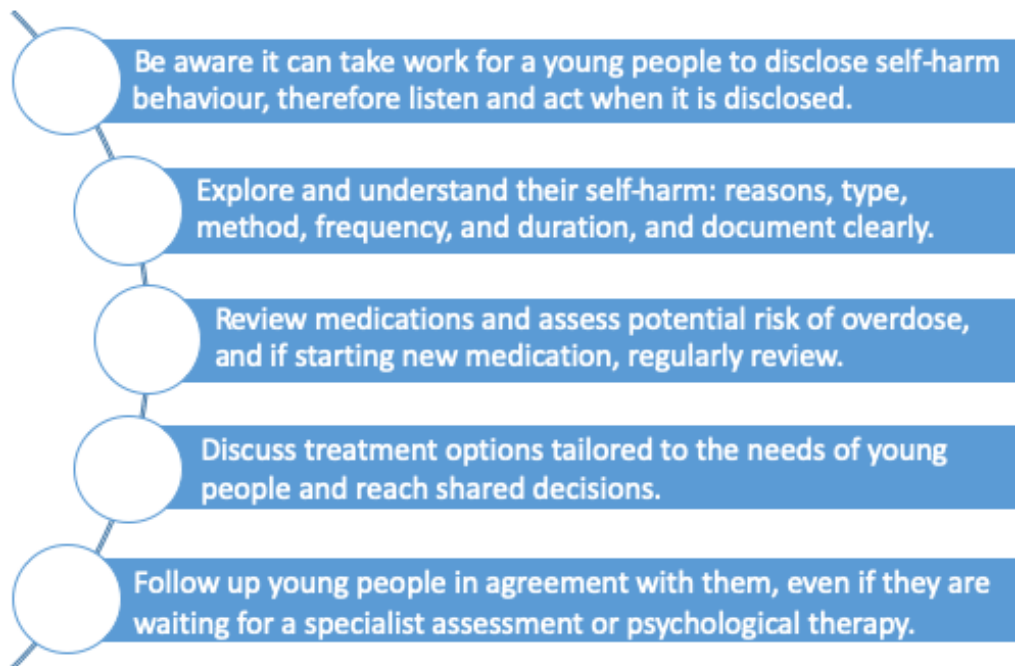 Be aware it can take work for a young people to disclose self-harm
behaviour, therefore listen and act when it is disclosed.
Explore and understand their self-harm: reasons, type,
method, frequency, and duration, and document clearly.
Review medications and assess potential risk of overdose,
and if starting new medication, regularly review.
Discuss treatment options tailored to the needs of young
people and reach shared decisions.
Follow up young people in agreement with them, even if they are
waiting for a specialist assessment or psychological therapy.